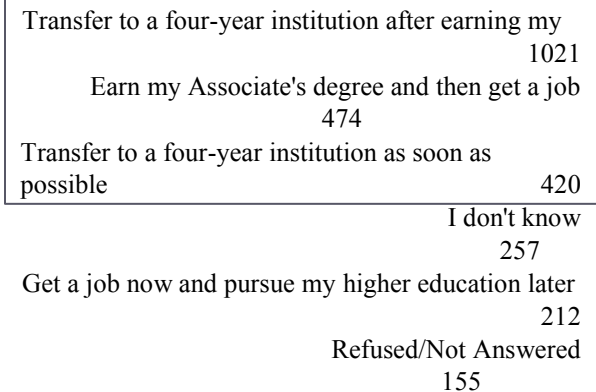 Transfer to a four-year institution after earning my
1021
Earn my Associate's degree and then get a job
474
Transfer to a four-year institution as soon as
possible 420
I don't know
257
Get a job now and pursue my higher education later
212
Refused/Not Answered
155